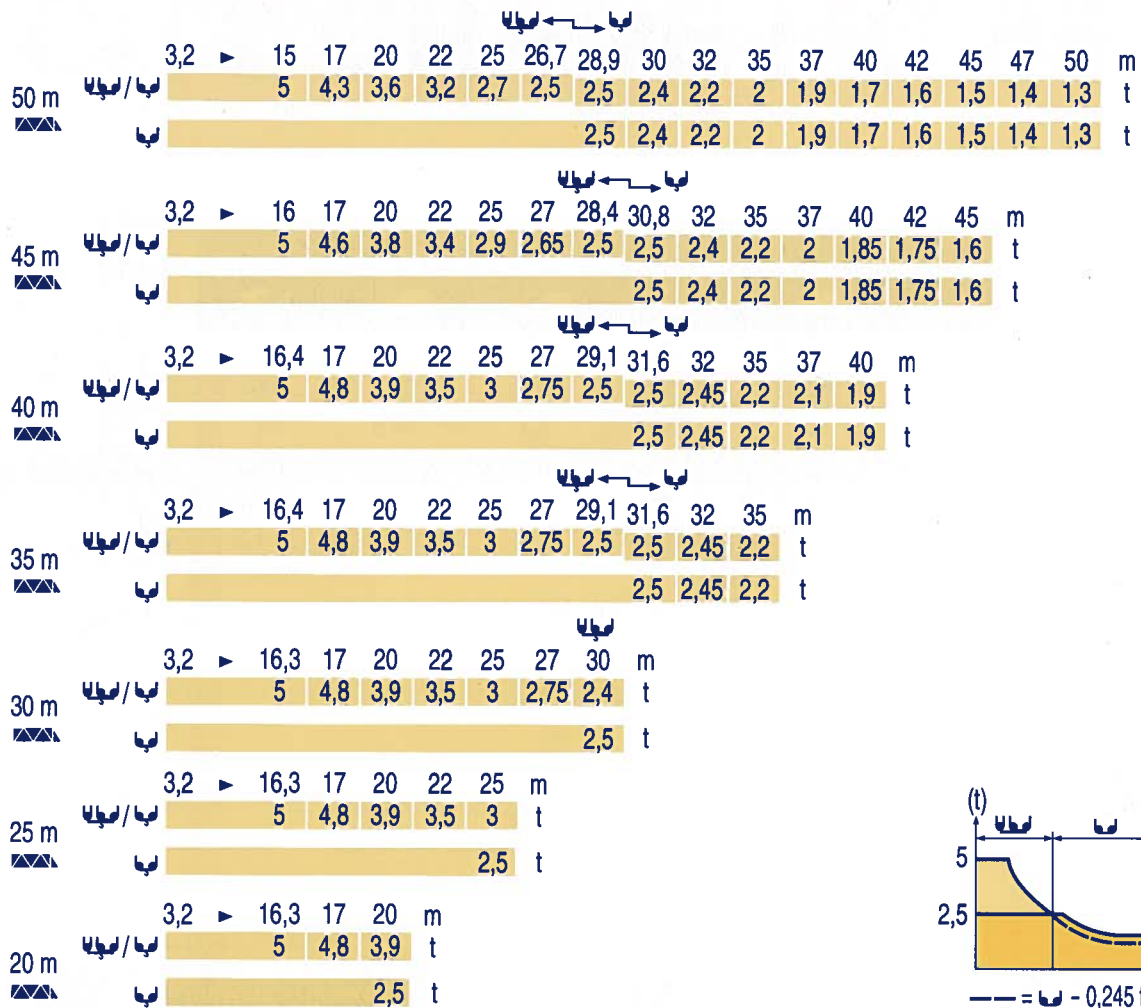 3,2 ► 15 17 20 22 25 26,7 28,9 30 32 35 37 40 42 45 47 50 m
50 m / 5 4,3 3,6 3,2 2,7 2,5 2,5 2,4 2,2 2 1,9 1,7 1,6 1,5 1,4 1,3 t
2,5 2,4 2,2 2 1,9 1,7 1,6 1,5 1,4 1,3 t
3,2 ► 16 17 20 22 25 27 28,4 30,8 32 35 37 40 42 45 m
45 m / 5 4,6 3,8 3,4 2,9 2,65 2,5 2,5 2,4 2,2 2 1,85 1,75 1,6 t
2,5 2,4 2,2 2 1,85 1,75 1,6 t
3,2 ► 16,4 17 20 22 25 27 29,1 31,6 32 35 37 40 m
40 m / 5 4,8 3,9 3,5 3 2,75 2,5 2,5 2,45 2,2 2,1 1,9 t
2,5 2,45 2,2 2,1 1,9 t
3,2 ► 16,4 17 20 22 25 27 29,1 31,6 32 35 m
35 m / 5 4,8 3,9 3,5 3 2,75 2,5 2,5 2,45 2,2 t
2,5 2,45 2,2 t
3,2 ► 16,3 17 20 22 25 27 30 m
30 m / 5 4,8 3,9 3,5 3 2,75 2,4 t
2,5 t
3,2 ► 16,3 17 20 22 25 m
25 m / 5 4,8 3,9 3,5 3 t
2,5 t
3,2 ► 16,3 17 20 m
20 m / 5 4,8 3,9 t
2,5 t
(t)
5
2,5
= - 0,245 t